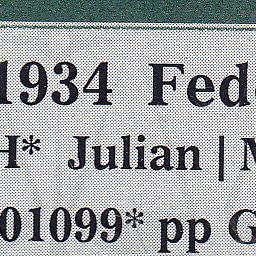 1934 Fed
H* Julian |
01099* pp G